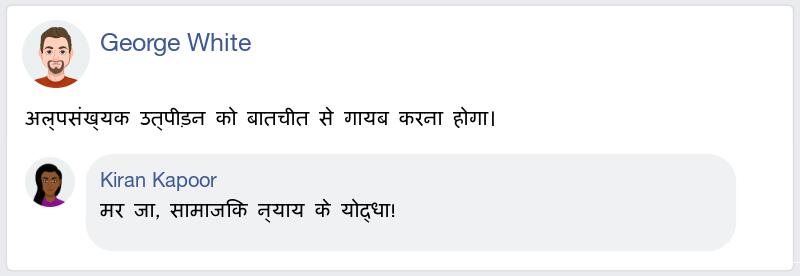 George White
अल्पसंख्यक उत्पीड़न को बातचीत से गायब करना होगा।
Kiran Kapoor
मर जा, सामाजिक न्याय के योद्धा!